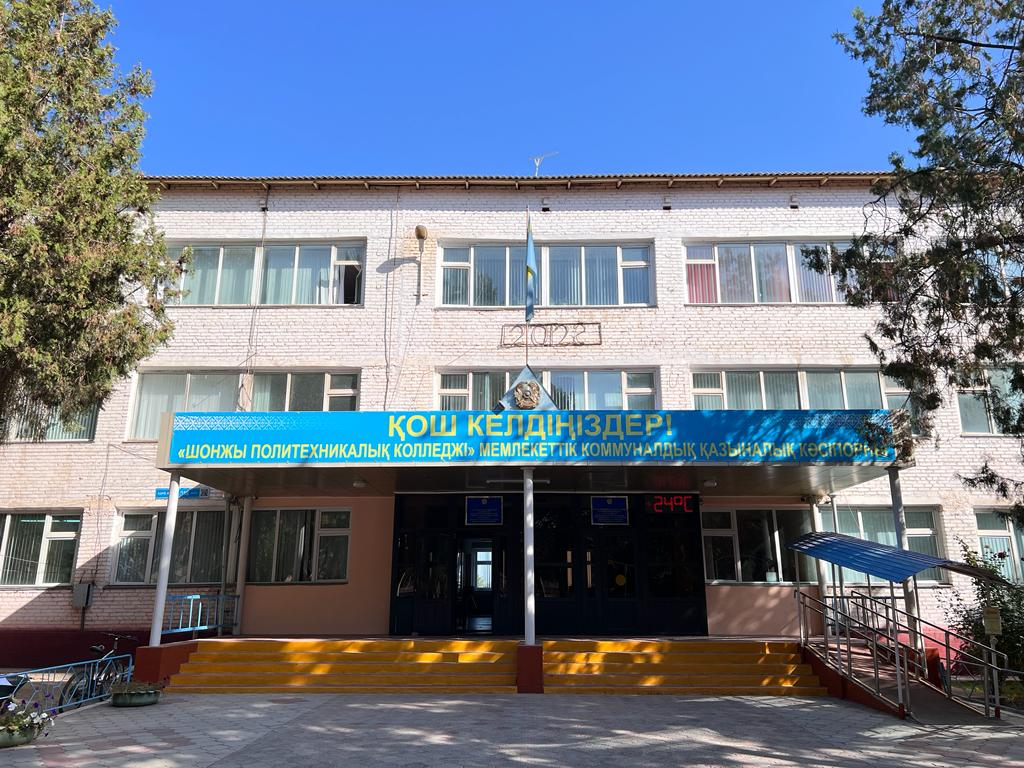 ҚОШ КЕЛДІҢІЗДЕР!
«ШОНЖЫ ПОЛИТЕХНИКАЛЫҚ КОЛЛЕДЖІ» МЕМЛЕКЕТТІК КОММУНАЛДЫҚ ҚАЗЫНАЛЫҚ КӘСІПОРНЫ
24°C